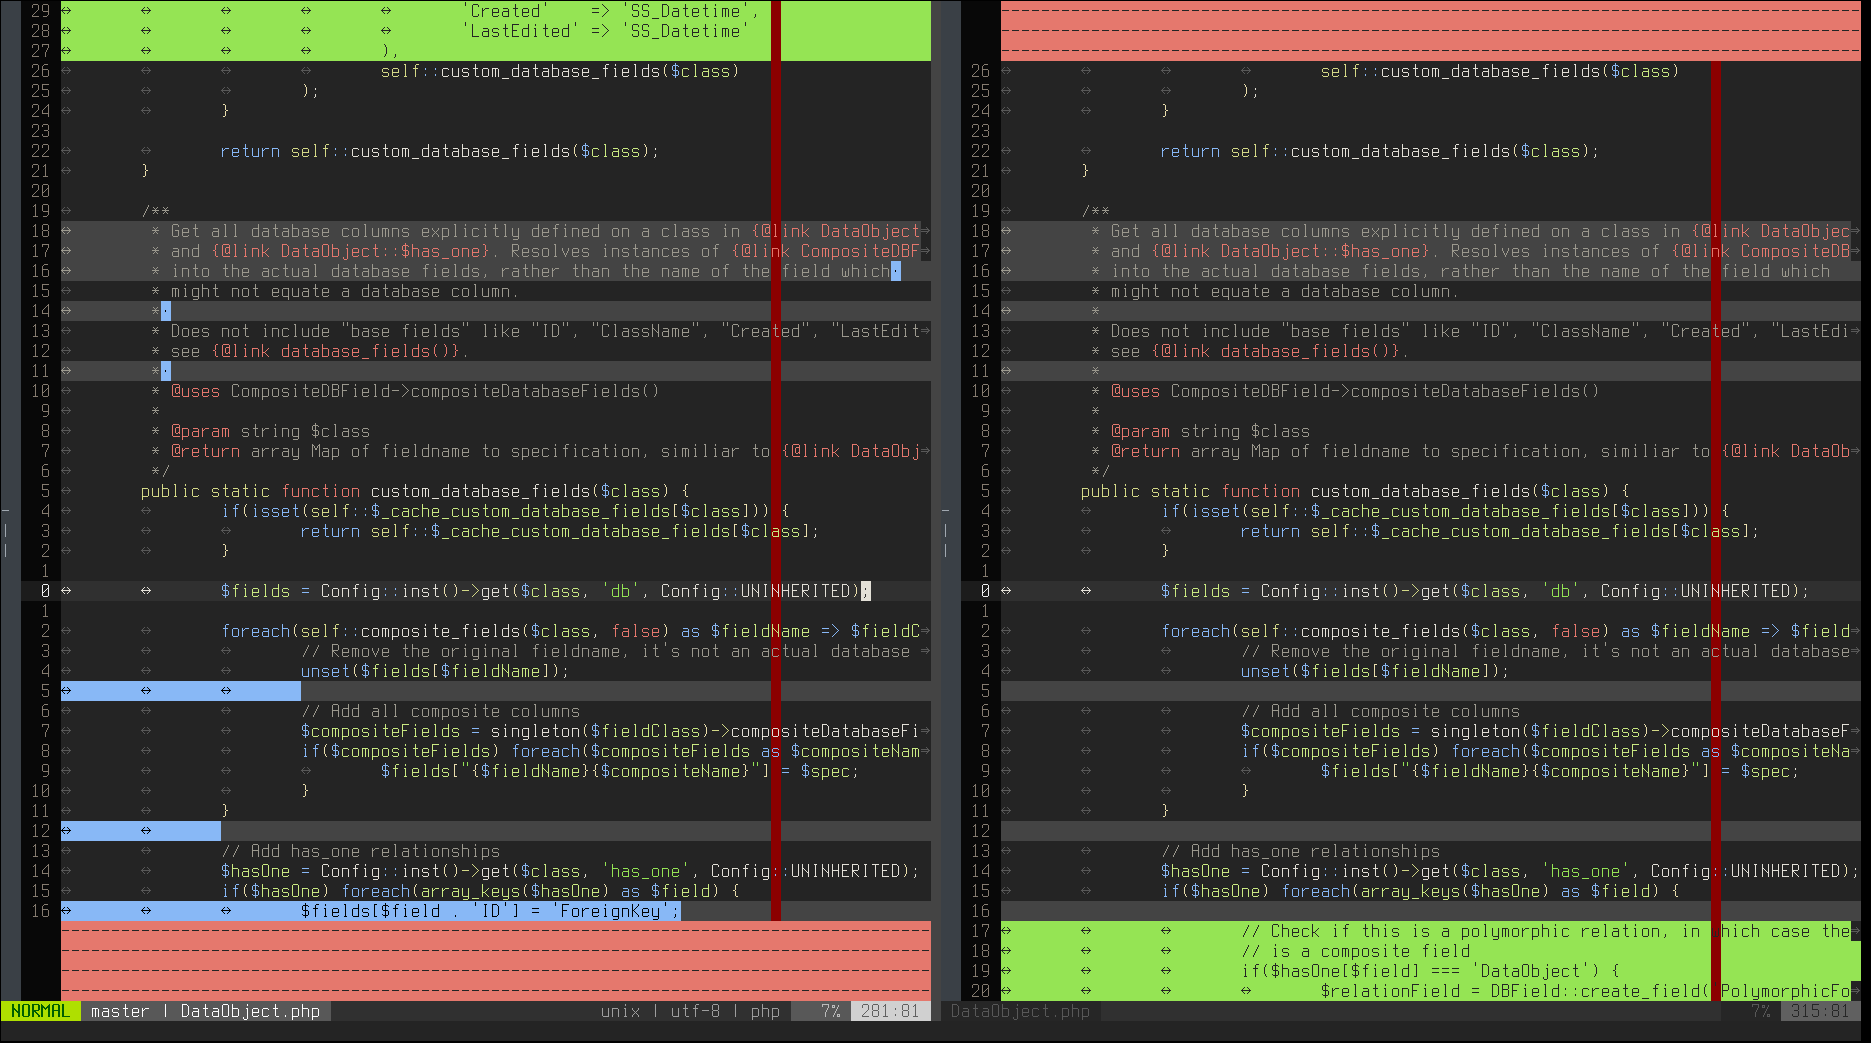 29 'Created' => 'SS_Datetime',
28 'LastEdited' => 'SS_Datetime'
27 ),
26 self::custom_database_fields($class)
25 );
24 }
23
22 return self::custom_database_fields($class);
21 }
20
19 /**
18 * Get all database columns explicitly defined on a class in {@link DataObject
17 * and {@link DataObject::$has_one}. Resolves instances of {@link CompositeDBF
16 * into the actual database fields, rather than the name of the field which
15 * might not equate a database column.
14 *
13 * Does not include "base fields" like "ID", "ClassName", "Created", "LastEdit
12 * see {@link database_fields()}.
11 *
10 * @uses CompositeDBField->compositeDatabaseFields()
9 *
8 * @param string $class
7 * @return array Map of fieldname to specification, similiar to {@link DataObj
6 */
5 public static function custom_database_fields($class) {
4 if(isset(self::$_cache_custom_database_fields[$class])) {
3 return self::$_cache_custom_database_fields[$class];
2 }
1
0 $fields = Config::inst()->get($class, 'db', Config::UNINHERITED);
1
2 foreach(self::composite_fields($class, false) as $fieldName => $fieldC
3 // Remove the original fieldname, it's not an actual database
4 unset($fields[$fieldName]);
5
6 // Add all composite columns
7 $compositeFields = singleton($fieldClass)->compositeDatabaseFi
8 if($compositeFields) foreach($compositeFields as $compositeNam
9 $fields["{$fieldName}{$compositeName}"] = $spec;
10 }
11 }
12
13 // Add has_one relationships
14 $hasOne = Config::inst()->get($class, 'has_one', Config::UNINHERITED);
15 if($hasOne) foreach(array_keys($hasOne) as $field) {
16 $fields[$field . 'ID'] = 'ForeignKey';
NORMAL master | DataObject.php unix | utf-8 | php 7% 281:81
26 self::custom_database_fields($class)
25 );
24 }
23
22 return self::custom_database_fields($class);
21 }
20
19 /**
18 * Get all database columns explicitly defined on a class in {@link DataObjec
17 * and {@link DataObject::$has_one}. Resolves instances of {@link CompositeDB
16 * into the actual database fields, rather than the name of the field which
15 * might not equate a database column.
14 *
13 * Does not include "base fields" like "ID", "ClassName", "Created", "LastEdi
12 * see {@link database_fields()}.
11 *
10 * @uses CompositeDBField->compositeDatabaseFields()
9 *
8 * @param string $class
7 * @return array Map of fieldname to specification, similiar to {@link DataOb
6 */
5 public static function custom_database_fields($class) {
4 if(isset(self::$_cache_custom_database_fields[$class])) {
3 return self::$_cache_custom_database_fields[$class];
2 }
1
0 $fields = Config::inst()->get($class, 'db', Config::UNINHERITED);
1
2 foreach(self::composite_fields($class, false) as $fieldName => $field
3 // Remove the original fieldname, it's not an actual database
4 unset($fields[$fieldName]);
5
6 // Add all composite columns
7 $compositeFields = singleton($fieldClass)->compositeDatabaseF
8 if($compositeFields) foreach($compositeFields as $compositeNa
9 $fields["{$fieldName}{$compositeName}"] = $spec;
10 }
11 }
12
13 // Add has_one relationships
14 $hasOne = Config::inst()->get($class, 'has_one', Config::UNINHERITED);
15 if($hasOne) foreach(array_keys($hasOne) as $field) {
16
17 // Check if this is a polymorphic relation, in which case the
18 // is a composite field
19 if($hasOne[$field] === 'DataObject') {
20 $relationField = DBField::create_field('PolymorphicFo
DataObject.php 7% 315:81